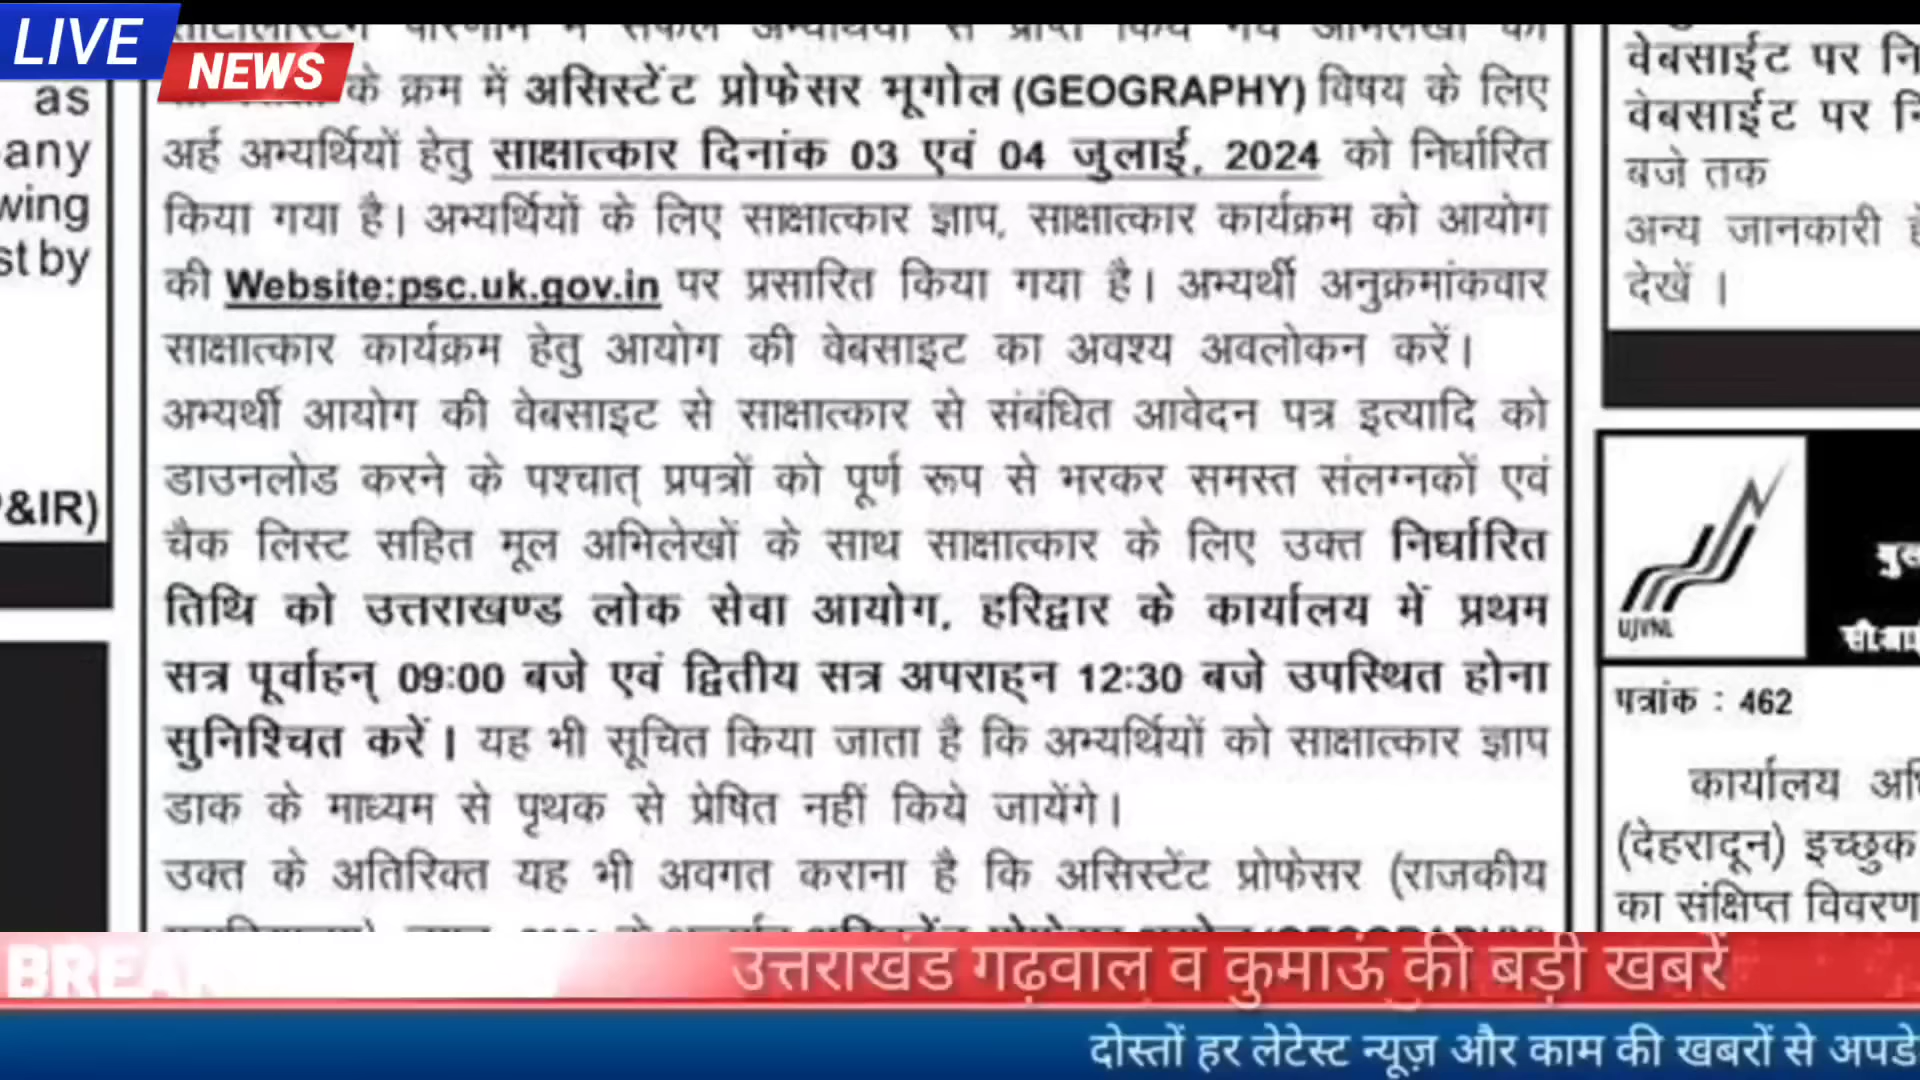 LIVE
NEWS
as
any
wing
st by
&IR)
के क्रम में असिस्टेंट प्रोफेसर भूगोल (GEOGRAPHY) विषय के लिए
अर्ह अभ्यर्थियों हेतु साक्षात्कार दिनांक 03 एवं 04 जुलाई, 2024 को निर्धारित
किया गया है। अभ्यर्थियों के लिए साक्षात्कार ज्ञाप, साक्षात्कार कार्यक्रम को आयोग
की Website:psc.uk.gov.in पर प्रसारित किया गया है। अभ्यर्थी अनुक्रमांकवार
साक्षात्कार कार्यक्रम हेतु आयोग की वेबसाइट का अवश्य अवलोकन करें।
अभ्यर्थी आयोग की वेबसाइट से साक्षात्कार से संबंधित आवेदन पत्र इत्यादि को
डाउनलोड करने के पश्चात् प्रपत्रों को पूर्ण रूप से भरकर समस्त संलग्नकों एवं
चैक लिस्ट सहित मूल अभिलेखों के साथ साक्षात्कार के लिए उक्त निर्धारित
तिथि को उत्तराखण्ड लोक सेवा आयोग, हरिद्वार के कार्यालय में प्रथम
सत्र पूर्वाहन् 09:00 बजे एवं द्वितीय सत्र अपराह्न 12:30 बजे उपस्थित होना
सुनिश्चित करें। यह भी सूचित किया जाता है कि अभ्यर्थियों को साक्षात्कार ज्ञाप
डाक के माध्यम से पृथक से प्रेषित नहीं किये जायेंगे।
उक्त के अतिरिक्त यह भी अवगत कराना है कि असिस्टेंट प्रोफेसर (राजकीय
वेबसाईट पर नि
वेबसाईट पर नि
बजे तक
अन्य जानकारी
देखें ।
UJVNL
पत्रांक : 462
कार्यालय अधि
(देहरादून) इच्छुक
का संक्षिप्त विवरण
उत्तराखंड गढ़वाल व कुमाऊं की बड़ी खबरें
दोस्तों हर लेटेस्ट न्यूज़ और काम की खबरों से अपडे